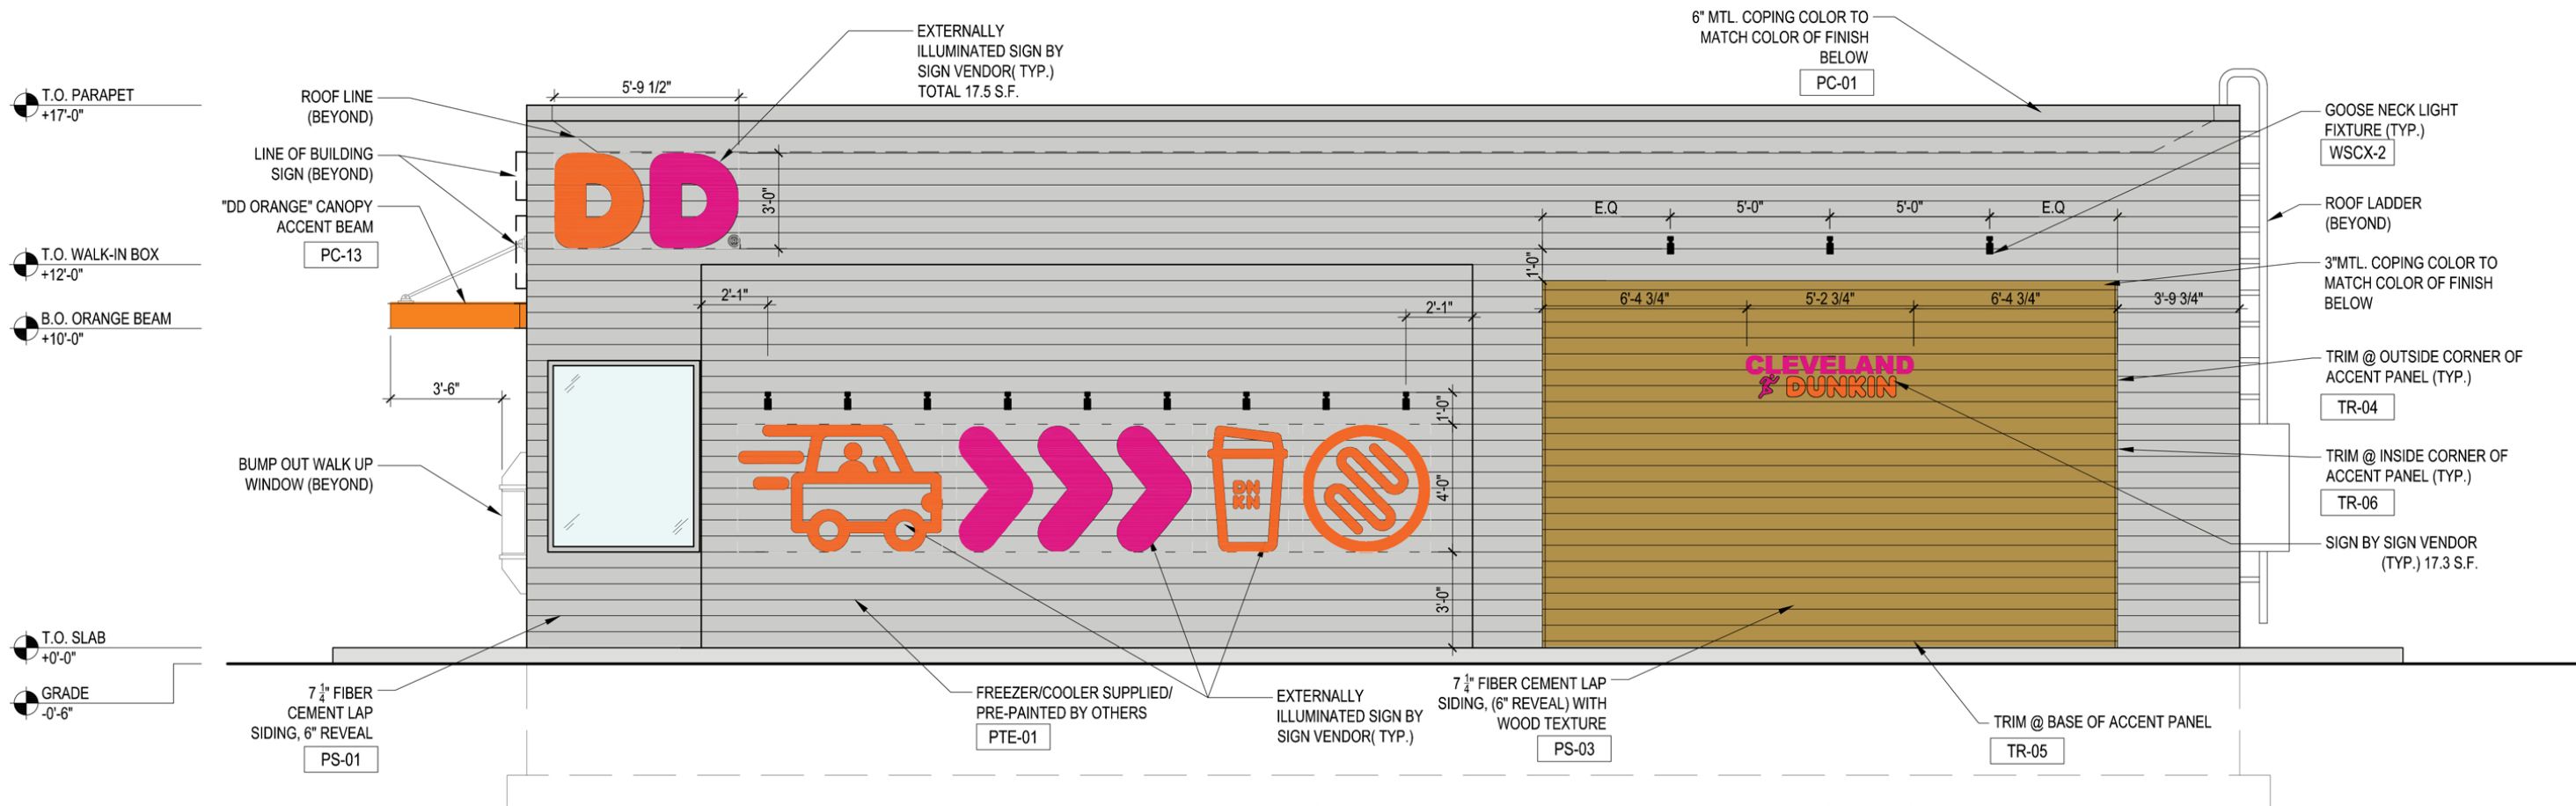 T.O. PARAPET
+17'-0"
T.O. WALK-IN BOX
+12'-0"
B.O. ORANGE BEAM
+10'-0"
T.O. SLAB
+0'-0"
GRADE
-0'-6"
ROOF LINE
(BEYOND)
LINE OF BUILDING
SIGN (BEYOND)
"DD ORANGE" CANOPY
ACCENT BEAM
PC-13
3'-6"
BUMP OUT WALK UP
WINDOW (BEYOND)
7 1/4" FIBER
CEMENT LAP
SIDING, 6" REVEAL
PS-01
5'-9 1/2"
EXTERNALLY
ILLUMINATED SIGN BY
SIGN VENDOR( TYP.)
TOTAL 17.5 S.F.
DD
3'-0"
2'-1"
2'-1"
1'-0"
4'-0"
3'-0"
DN
KN
FREEZER/COOLER SUPPLIED/
PRE-PAINTED BY OTHERS
PTE-01
EXTERNALLY
ILLUMINATED SIGN BY
SIGN VENDOR( TYP.)
6" MTL. COPING COLOR TO
MATCH COLOR OF FINISH
BELOW
PC-01
E.Q
5'-0"
5'-0"
E.Q
1'-0"
6'-4 3/4"
5'-2 3/4"
6'-4 3/4"
3'-9 3/4"
CLEVELAND
DUNKIN
7 1/4" FIBER CEMENT LAP
SIDING, (6" REVEAL) WITH
WOOD TEXTURE
PS-03
GOOSE NECK LIGHT
FIXTURE (TYP.)
WSCX-2
ROOF LADDER
(BEYOND)
3"MTL. COPING COLOR TO
MATCH COLOR OF FINISH
BELOW
TRIM @ OUTSIDE CORNER OF
ACCENT PANEL (TYP.)
TR-04
TRIM @ INSIDE CORNER OF
ACCENT PANEL (TYP.)
TR-06
SIGN BY SIGN VENDOR
(TYP.) 17.3 S.F.
TRIM @ BASE OF ACCENT PANEL
TR-05